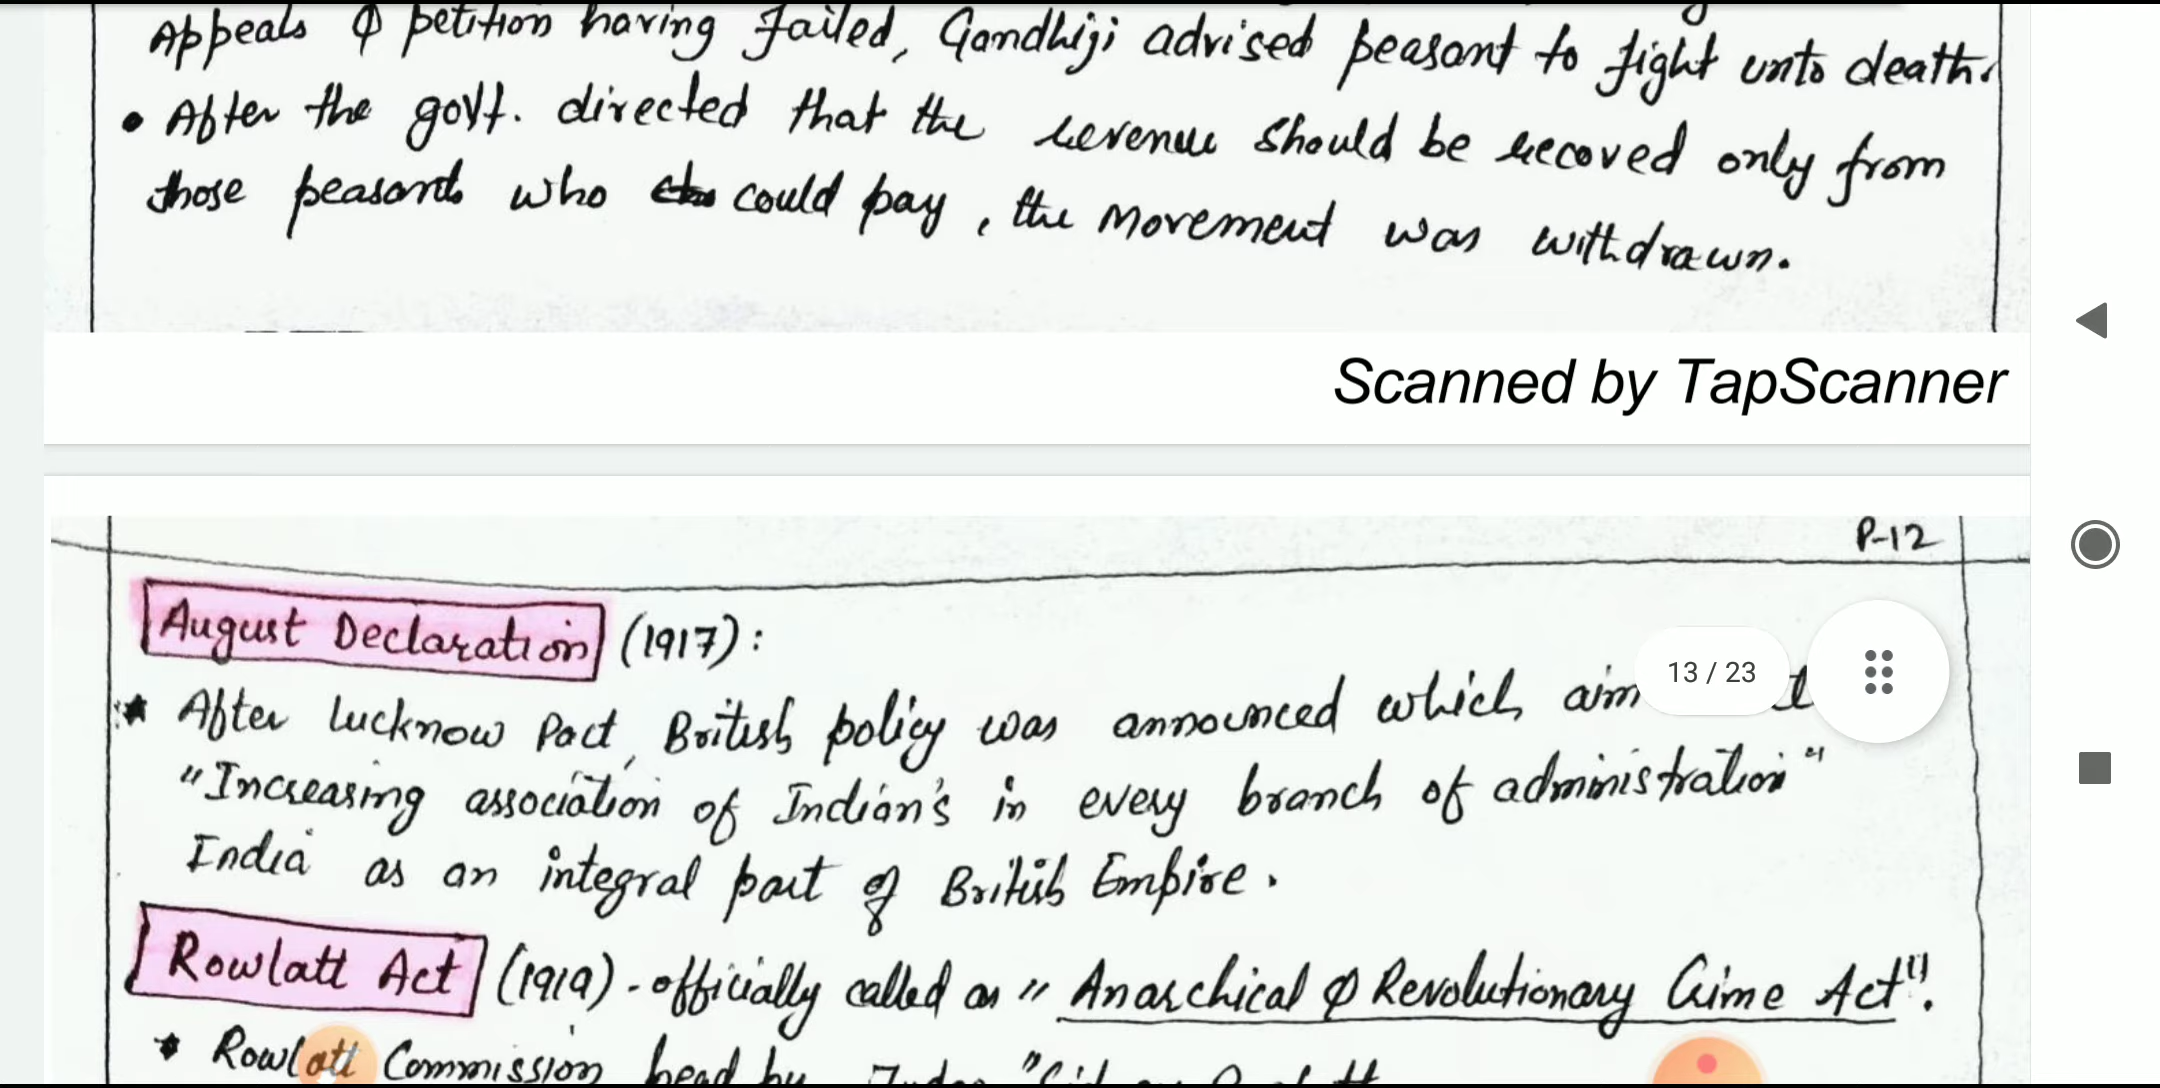 Appeals & petition having failed, Gandhiji advised peasant to fight unto death.
• After the govt. directed that the revenue should be recoved only from
those peasants who could pay, the Movement was withdrawn.
Scanned by TapScanner
P-12
August Declaration (1917):
13 / 23
* After Lucknow Pact, British policy was announced which aim
"Increasing association of Indian's in every branch of administration"
India as an integral part of British Empire.
Rowlatt Act (1919) - officially called as "Anarchical & Revolutionary Crime Act".
* Rowlatt Commission head by Judge